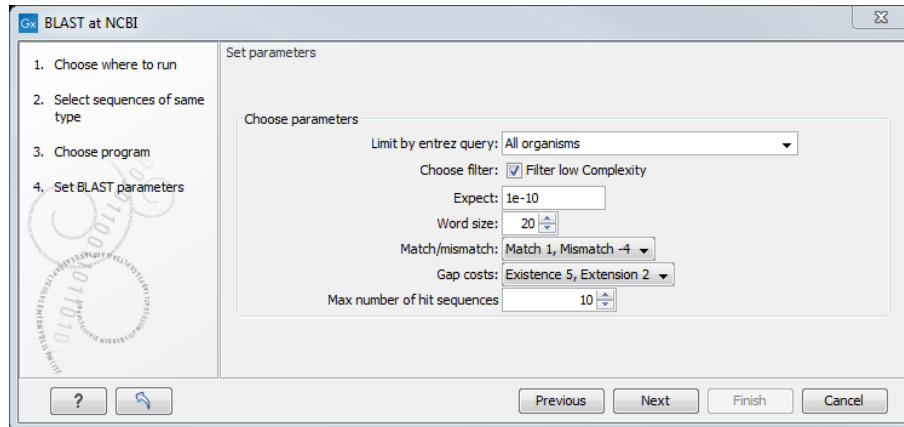 Gx BLAST at NCBI
1. Choose where to run
2. Select sequences of same
type
3. Choose program
4. Set BLAST parameters
Set parameters
Choose parameters
Limit by entrez query: All organisms
Choose filter: Filter low Complexity
Expect: 1e-10
Word size: 20
Match/mismatch: Match 1, Mismatch -4
Gap costs: Existence 5, Extension 2
Max number of hit sequences 10
? Previous Next Finish Cancel